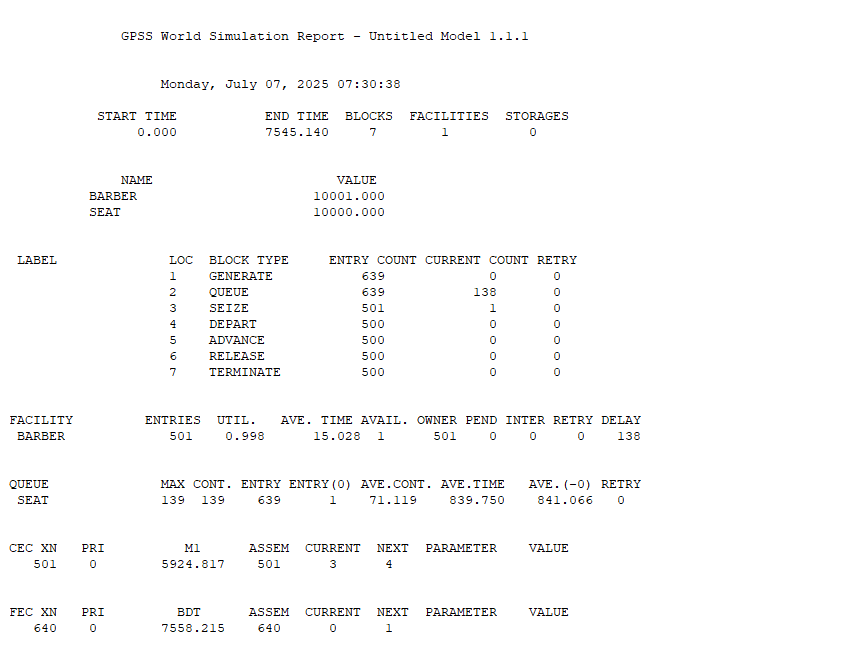 GPSS World Simulation Report - Untitled Model 1.1.1
Monday, July 07, 2025 07:30:38
START TIME END TIME BLOCKS FACILITIES STORAGES
0.000 7545.140 7 1 0
NAME VALUE
BARBER 10001.000
SEAT 10000.000
LABEL LOC BLOCK TYPE ENTRY COUNT CURRENT COUNT RETRY
1 GENERATE 639 0 0
2 QUEUE 639 138 0
3 SEIZE 501 1 0
4 DEPART 500 0 0
5 ADVANCE 500 0 0
6 RELEASE 500 0 0
7 TERMINATE 500 0 0
FACILITY ENTRIES UTIL. AVE. TIME AVAIL. OWNER PEND INTER RETRY DELAY
BARBER 501 0.998 15.028 1 501 0 0 0 138
QUEUE MAX CONT. ENTRY ENTRY(0) AVE.CONT. AVE.TIME AVE.(-0) RETRY
SEAT 139 139 639 1 71.119 839.750 841.066 0
CEC XN PRI M1 ASSEM CURRENT NEXT PARAMETER VALUE
501 0 5924.817 501 3 4
FEC XN PRI BDT ASSEM CURRENT NEXT PARAMETER VALUE
640 0 7558.215 640 0 1